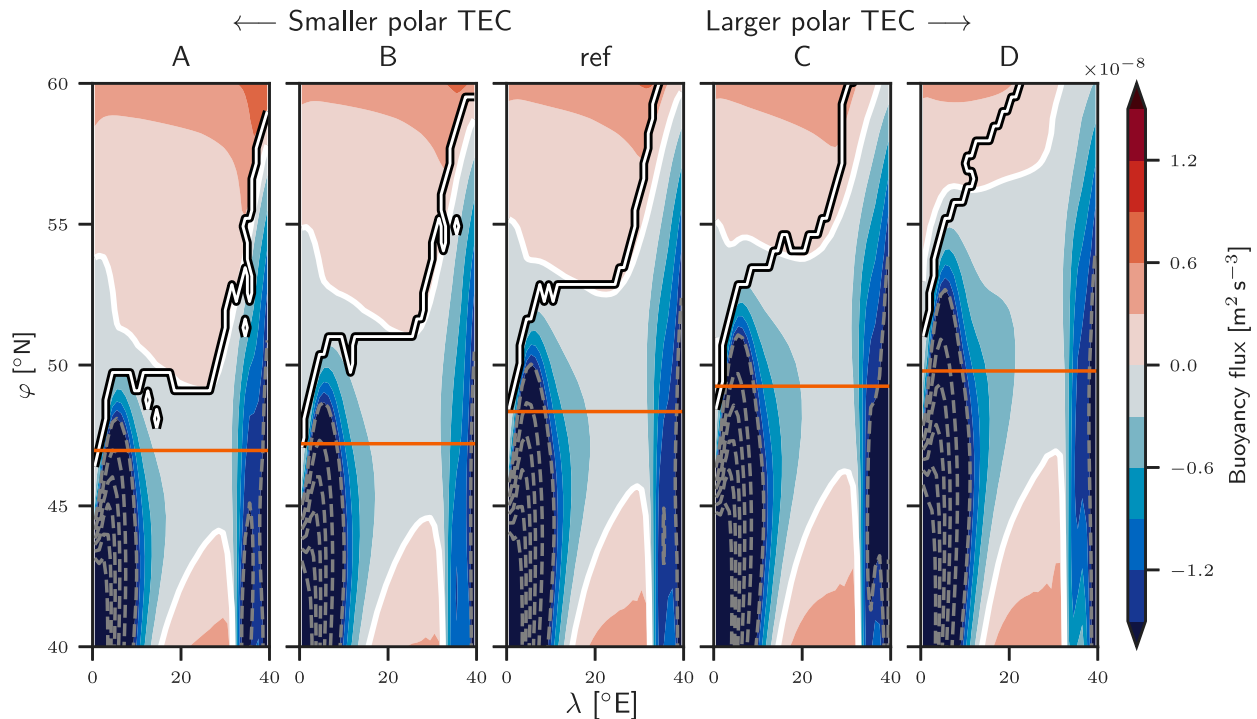 ← Smaller polar TEC Larger polar TEC →
A B ref C D
×10⁻⁸
60
55
50
45
40
φ [°N]
0 20 40 0 20 40 0 20 40 0 20 40 0 20 40
λ [°E]
1.2
0.6
0.0
−0.6
−1.2
Buoyancy flux [m² s⁻³]